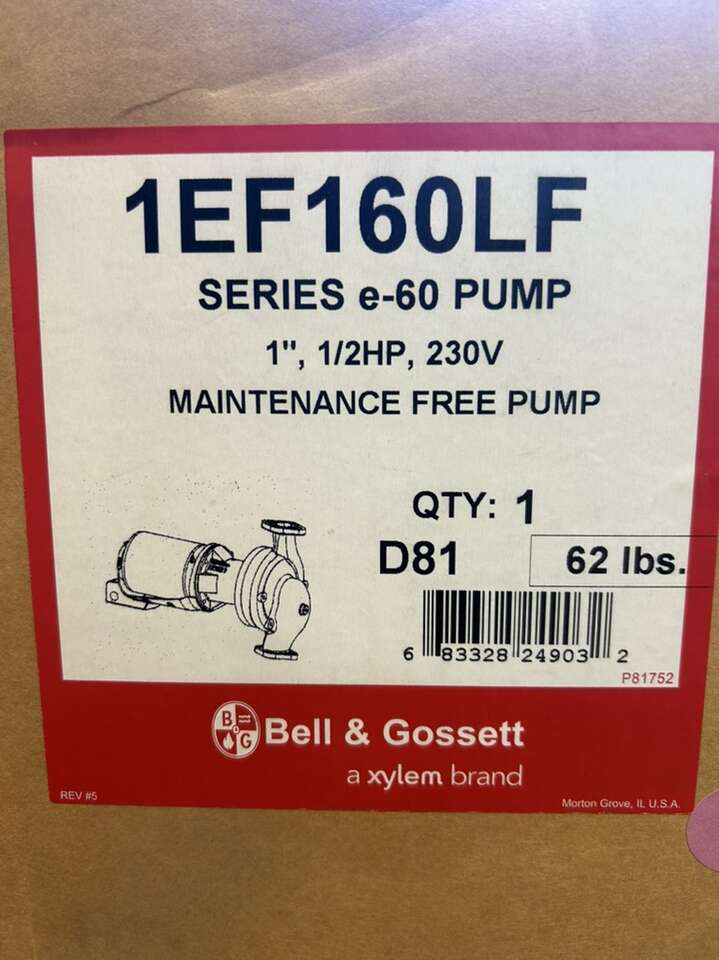 1EF160LF
SERIES e-60 PUMP
1", 1/2HP, 230V
MAINTENANCE FREE PUMP
QTY: 1
D81
62 lbs.
6 83328 24903 2
P81752
B&G
Bell & Gossett
a xylem brand
REV #5
Morton Grove, IL U.S.A.